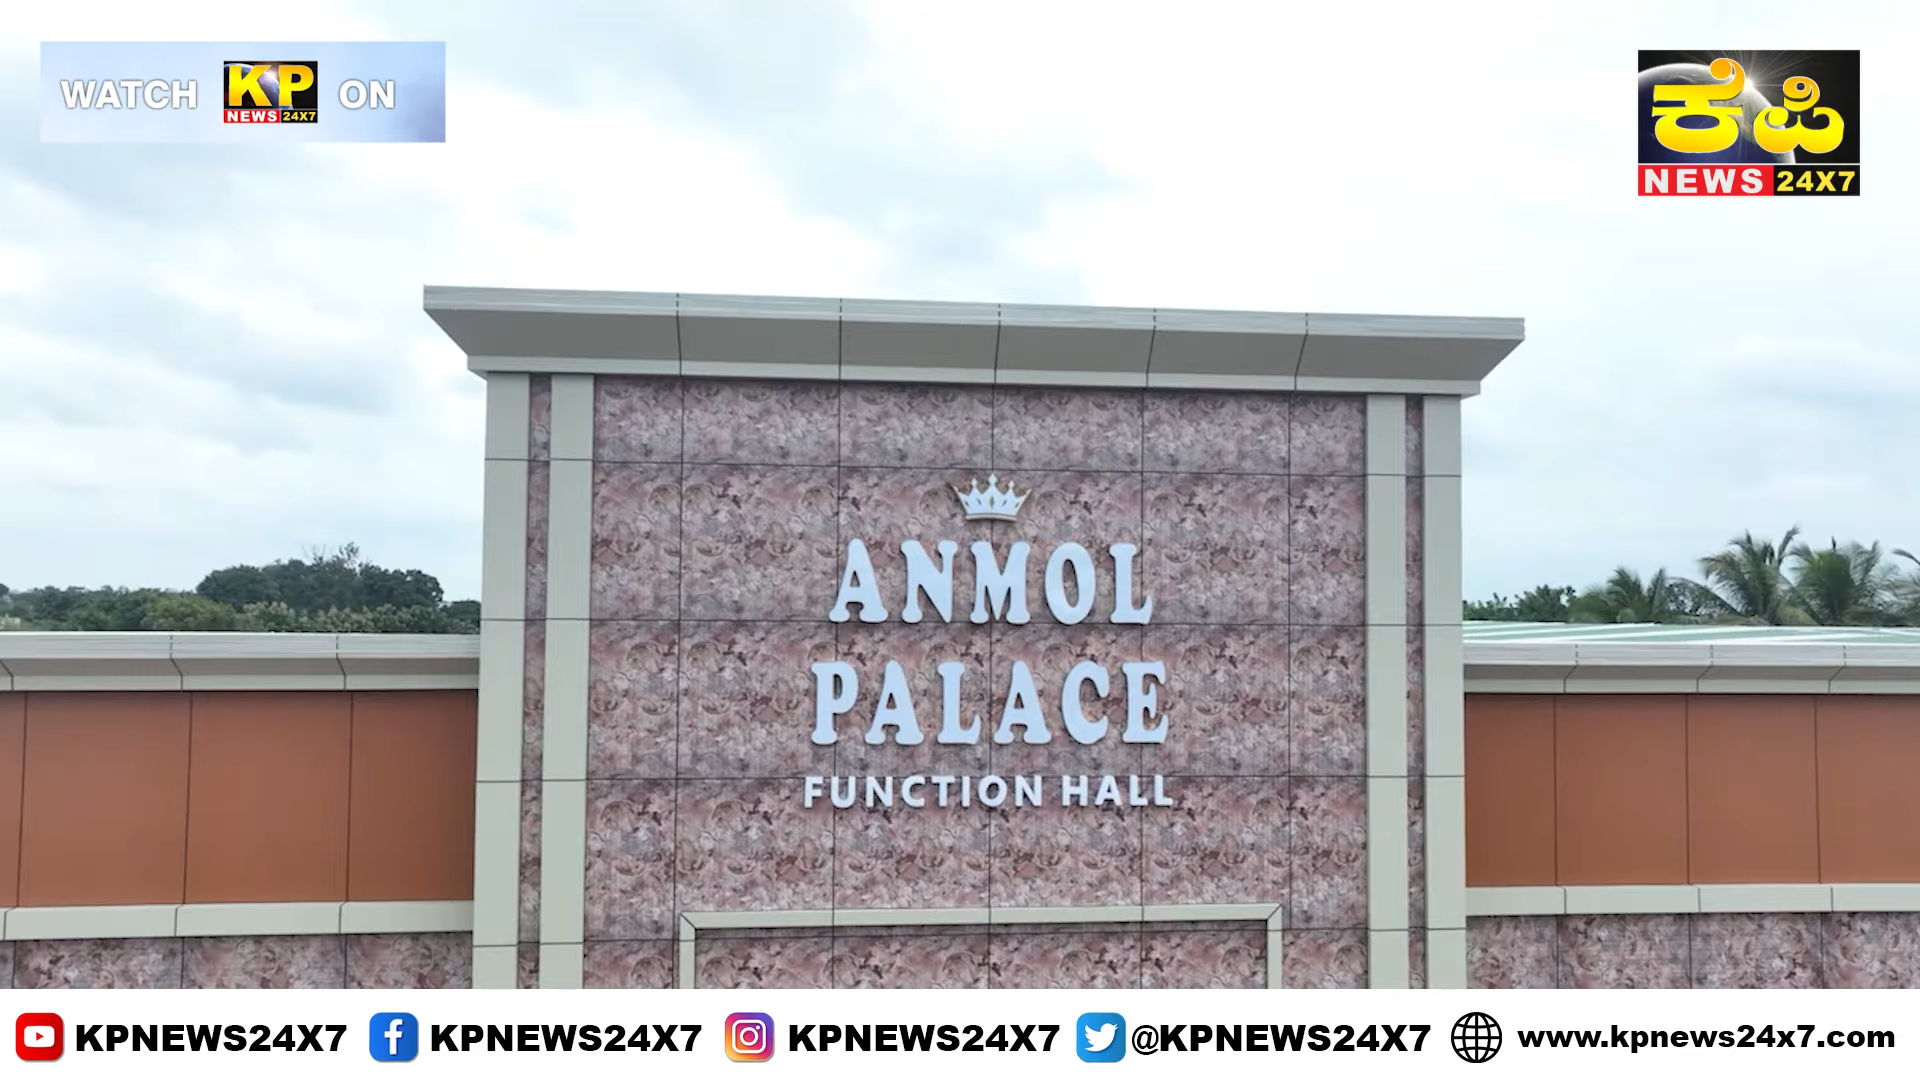 WATCH KP NEWS 24X7 ON
ಕೆಪಿ
NEWS 24X7
ANMOL
PALACE
FUNCTION HALL
KPNEWS24X7 KPNEWS24X7 KPNEWS24X7 @KPNEWS24X7 www.kpnews24x7.com